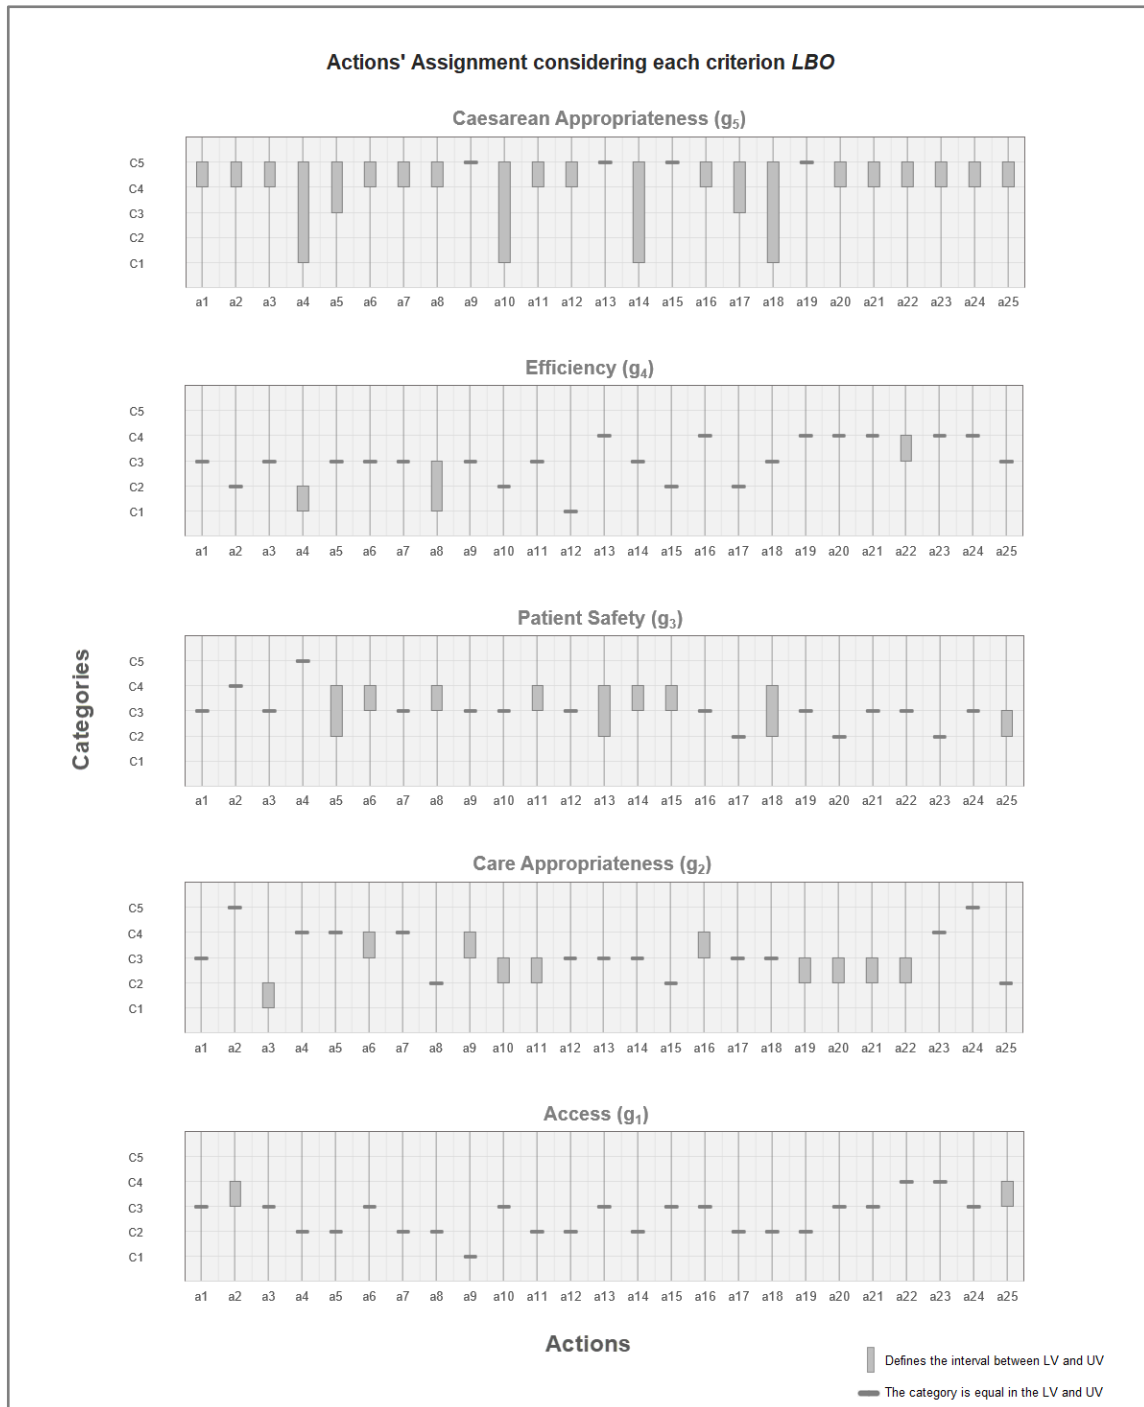 Actions' Assignment considering each criterion LBO
Caesarean Appropriateness (g5)
C5
C4
C3
C2
C1
a1 a2 a3 a4 a5 a6 a7 a8 a9 a10 a11 a12 a13 a14 a15 a16 a17 a18 a19 a20 a21 a22 a23 a24 a25
Efficiency (g4)
C5
C4
C3
C2
C1
a1 a2 a3 a4 a5 a6 a7 a8 a9 a10 a11 a12 a13 a14 a15 a16 a17 a18 a19 a20 a21 a22 a23 a24 a25
Patient Safety (g3)
Categories
C5
C4
C3
C2
C1
a1 a2 a3 a4 a5 a6 a7 a8 a9 a10 a11 a12 a13 a14 a15 a16 a17 a18 a19 a20 a21 a22 a23 a24 a25
Care Appropriateness (g2)
C5
C4
C3
C2
C1
a1 a2 a3 a4 a5 a6 a7 a8 a9 a10 a11 a12 a13 a14 a15 a16 a17 a18 a19 a20 a21 a22 a23 a24 a25
Access (g1)
C5
C4
C3
C2
C1
a1 a2 a3 a4 a5 a6 a7 a8 a9 a10 a11 a12 a13 a14 a15 a16 a17 a18 a19 a20 a21 a22 a23 a24 a25
Actions
Defines the interval between LV and UV
The category is equal in the LV and UV